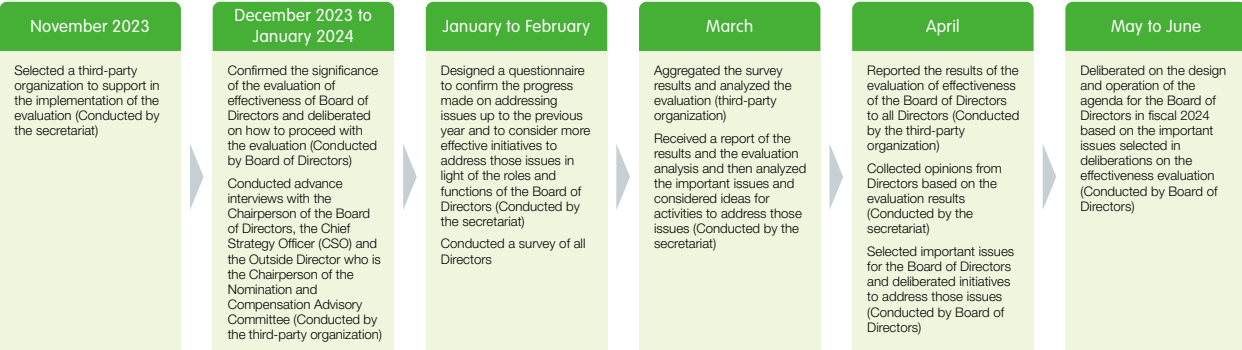 November 2023
Selected a third-party
organization to support in
the implementation of the
evaluation (Conducted by
the secretariat)
December 2023 to
January 2024
Confirmed the significance
of the evaluation of
effectiveness of Board of
Directors and deliberated
on how to proceed with
the evaluation (Conducted
by Board of Directors)
Conducted advance
interviews with the
Chairperson of the Board
of Directors, the Chief
Strategy Officer (CSO) and
the Outside Director who is
the Chairperson of the
Nomination and
Compensation Advisory
Committee (Conducted by
the third-party organization)
January to February
Designed a questionnaire
to confirm the progress
made on addressing
issues up to the previous
year and to consider more
effective initiatives to
address those issues in
light of the roles and
functions of the Board of
Directors (Conducted by
the secretariat)
Conducted a survey of all
Directors
March
Aggregated the survey
results and analyzed the
evaluation (third-party
organization)
Received a report of the
results and the evaluation
analysis and then analyzed
the important issues and
considered ideas for
activities to address those
issues (Conducted by the
secretariat)
April
Reported the results of the
evaluation of effectiveness
of the Board of Directors
to all Directors (Conducted
by the third-party
organization)
Collected opinions from
Directors based on the
evaluation results
(Conducted by the
secretariat)
Selected important issues
for the Board of Directors
and deliberated initiatives
to address those issues
(Conducted by Board of
Directors)
May to June
Deliberated on the design
and operation of the
agenda for the Board of
Directors in fiscal 2024
based on the important
issues selected in
deliberations on the
effectiveness evaluation
(Conducted by Board of
Directors)